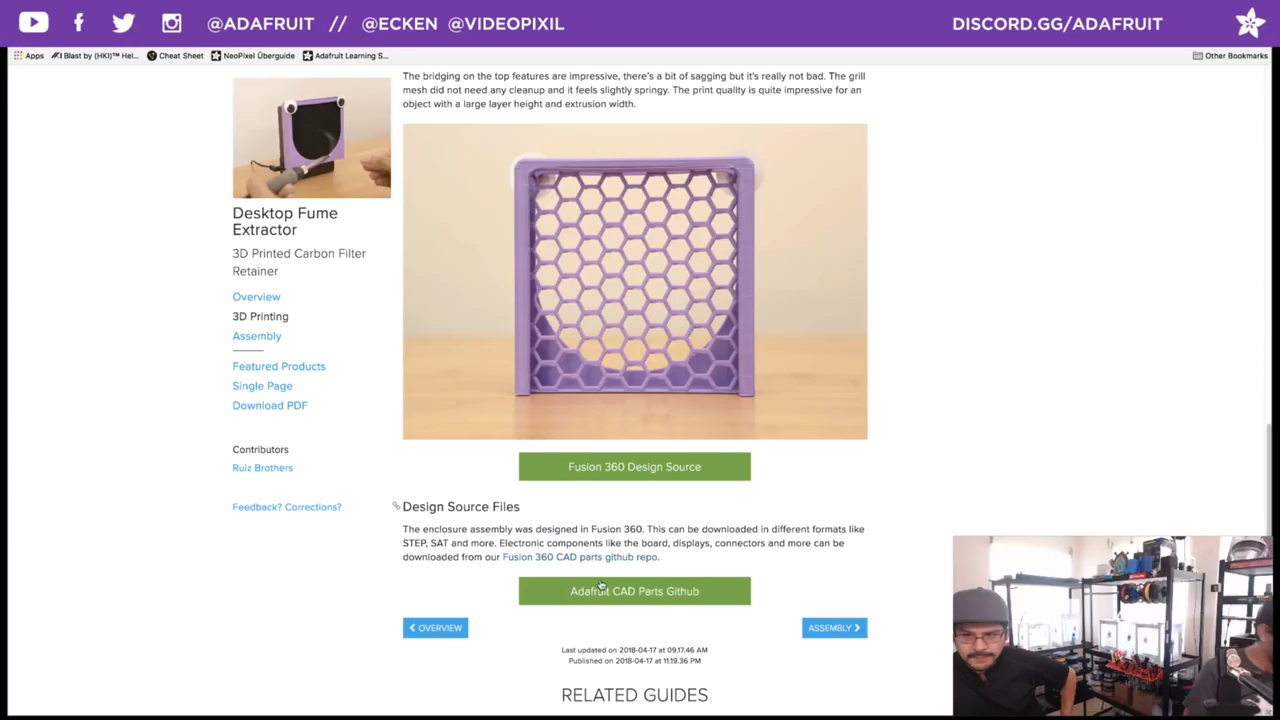 @ADAFRUIT // @ECKEN @VIDEOPIXIL
DISCORD.GG/ADAFRUIT
Apps
Blast by (HKI)™ Hel...
Cheat Sheet
NeoPixel Überguide
Adafruit Learning S...
Other Bookmarks
The bridging on the top features are impressive, there's a bit of sagging but it's really not bad. The grill
mesh did not need any cleanup and it feels slightly springy. The print quality is quite impressive for an
object with a large layer height and extrusion width.
Desktop Fume
Extractor
3D Printed Carbon Filter
Retainer
Overview
3D Printing
Assembly
Featured Products
Single Page
Download PDF
Contributors
Ruiz Brothers
Feedback? Corrections?
Fusion 360 Design Source
Design Source Files
The enclosure assembly was designed in Fusion 360. This can be downloaded in different formats like
STEP, SAT and more. Electronic components like the board, displays, connectors and more can be
downloaded from our Fusion 360 CAD parts github repo.
Adafruit CAD Parts Github
OVERVIEW
ASSEMBLY
Last updated on 2018-04-17 at 09.17.46 AM
Published on 2018-04-17 at 11.19.36 PM
RELATED GUIDES